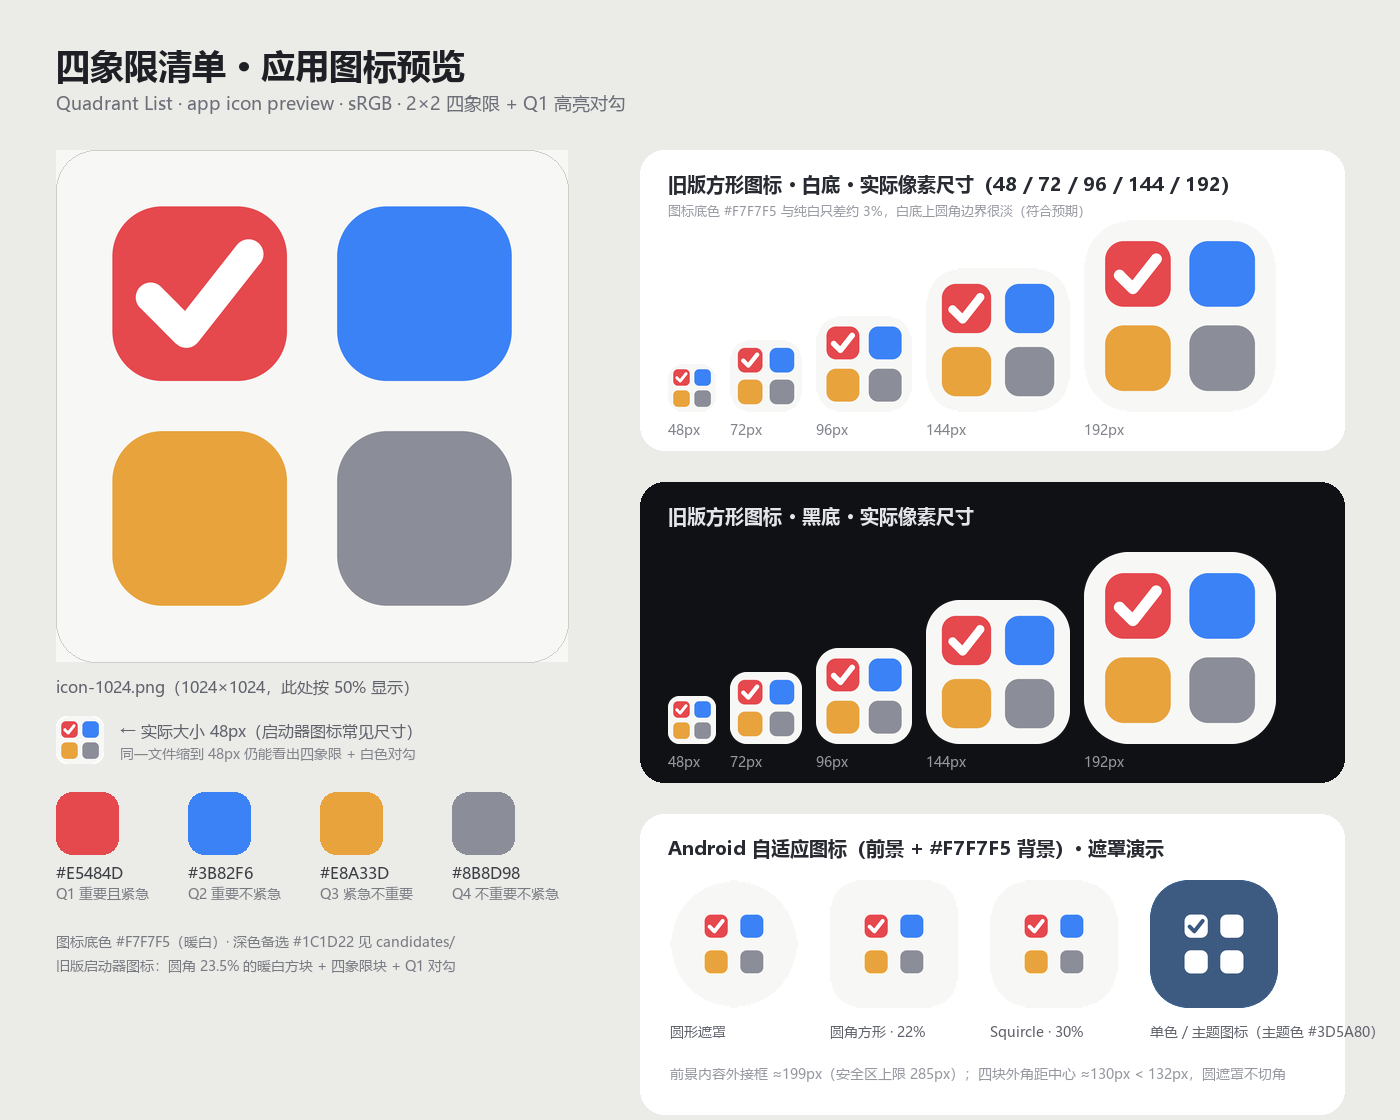 四象限清单 • 应用图标预览
Quadrant List · app icon preview · sRGB · 2×2 四象限 + Q1 高亮对勾
icon-1024.png（1024×1024，此处按 50% 显示）
← 实际大小 48px（启动器图标常见尺寸）
同一文件缩到 48px 仍能看出四象限 + 白色对勾
#E5484D
Q1 重要且紧急
#3B82F6
Q2 重要不紧急
#E8A33D
Q3 紧急不重要
#8B8D98
Q4 不重要不紧急
图标底色 #F7F7F5（暖白）· 深色备选 #1C1D22 见 candidates/
旧版启动器图标：圆角 23.5% 的暖白方块 + 四象限块 + Q1 对勾
旧版方形图标 • 白底 • 实际像素尺寸（48 / 72 / 96 / 144 / 192）
图标底色 #F7F7F5 与纯白只差约 3%，白底上圆角边界很淡（符合预期）
48px
72px
96px
144px
192px
旧版方形图标 • 黑底 • 实际像素尺寸
48px
72px
96px
144px
192px
Android 自适应图标（前景 + #F7F7F5 背景）• 遮罩演示
圆形遮罩
圆角方形 · 22%
Squircle · 30%
单色 / 主题图标（主题色 #3D5A80）
前景内容外接框 ≈199px（安全区上限 285px）；四块外角距中心 ≈130px < 132px，圆遮罩不切角